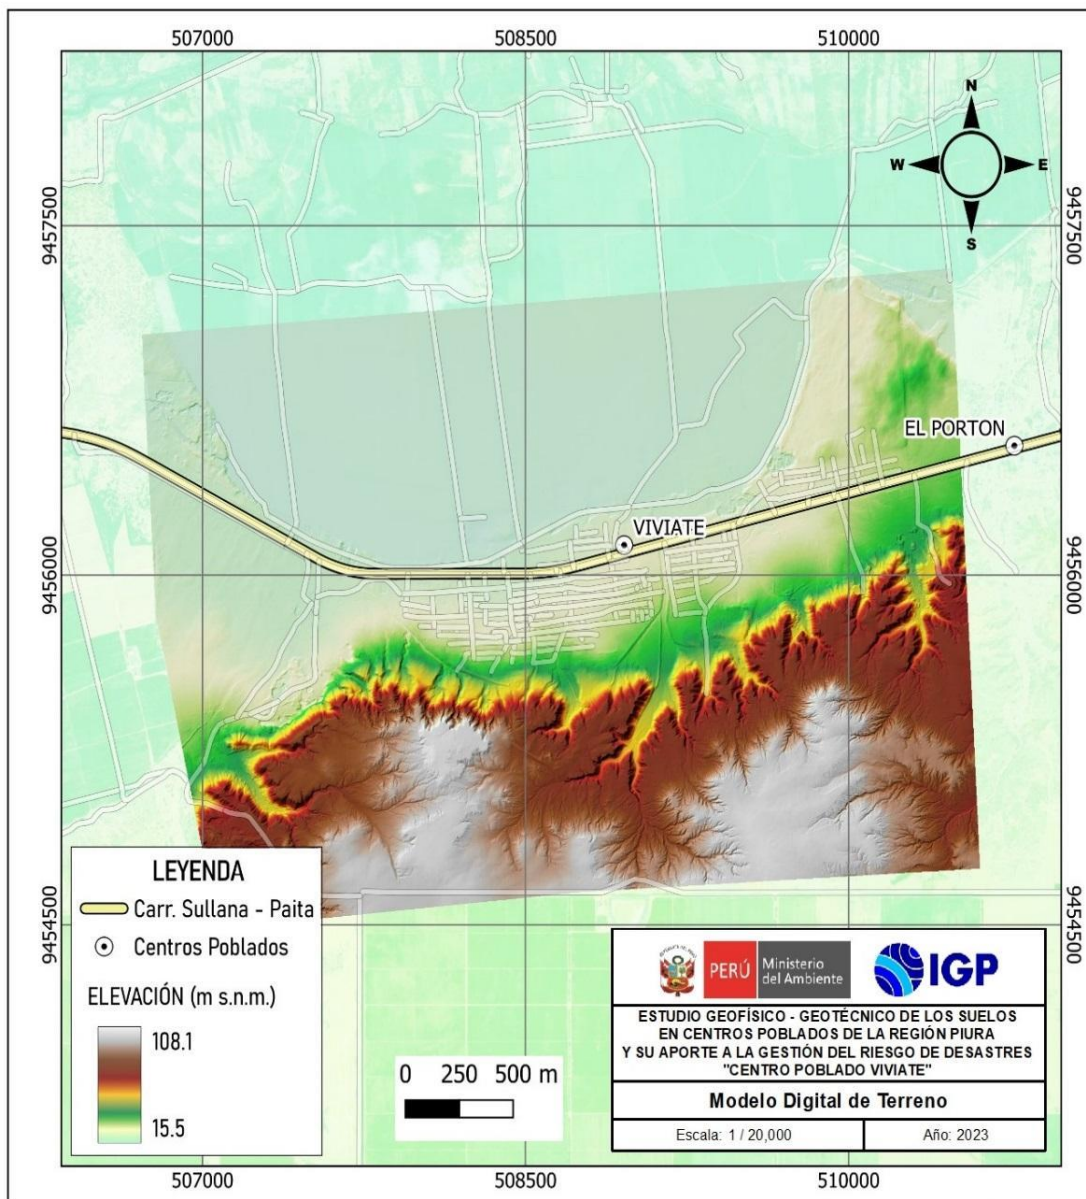 507000 508500 510000
N
W E
S
9457500 9457500
EL PORTON
VIVIATE
9456000 9456000
LEYENDA
Carr. Sullana - Paita
Centros Poblados
ELEVACIÓN (m s.n.m.)
108.1
15.5
0 250 500 m
9454500 9454500
PERÚ Ministerio
del Ambiente
IGP
ESTUDIO GEOFÍSICO - GEOTÉCNICO DE LOS SUELOS
EN CENTROS POBLADOS DE LA REGIÓN PIURA
Y SU APORTE A LA GESTIÓN DEL RIESGO DE DESASTRES
"CENTRO POBLADO VIVIATE"
Modelo Digital de Terreno
Escala: 1 / 20,000 Año: 2023
507000 508500 510000